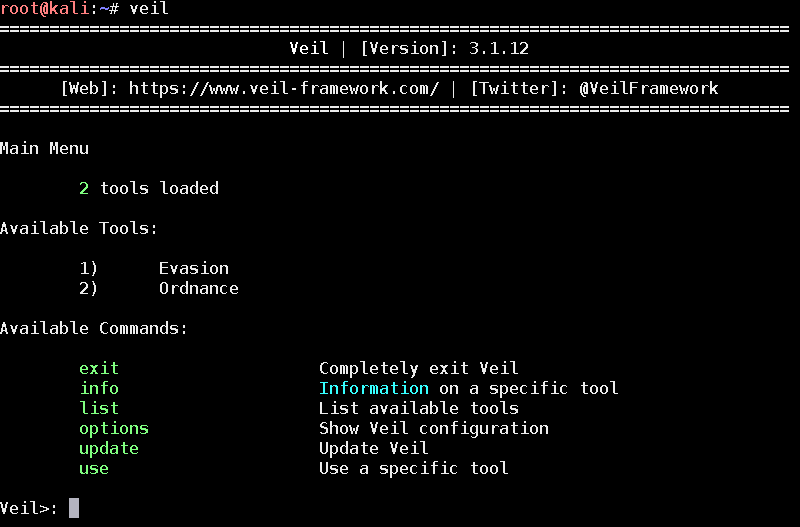 root@kali:~# veil
===============================================================================
Veil | [Version]: 3.1.12
===============================================================================
[Web]: https://www.veil-framework.com/ | [Twitter]: @VeilFramework
===============================================================================
Main Menu
2 tools loaded
Available Tools:
1) Evasion
2) Ordnance
Available Commands:
exit Completely exit Veil
info Information on a specific tool
list List available tools
options Show Veil configuration
update Update Veil
use Use a specific tool
Veil>: